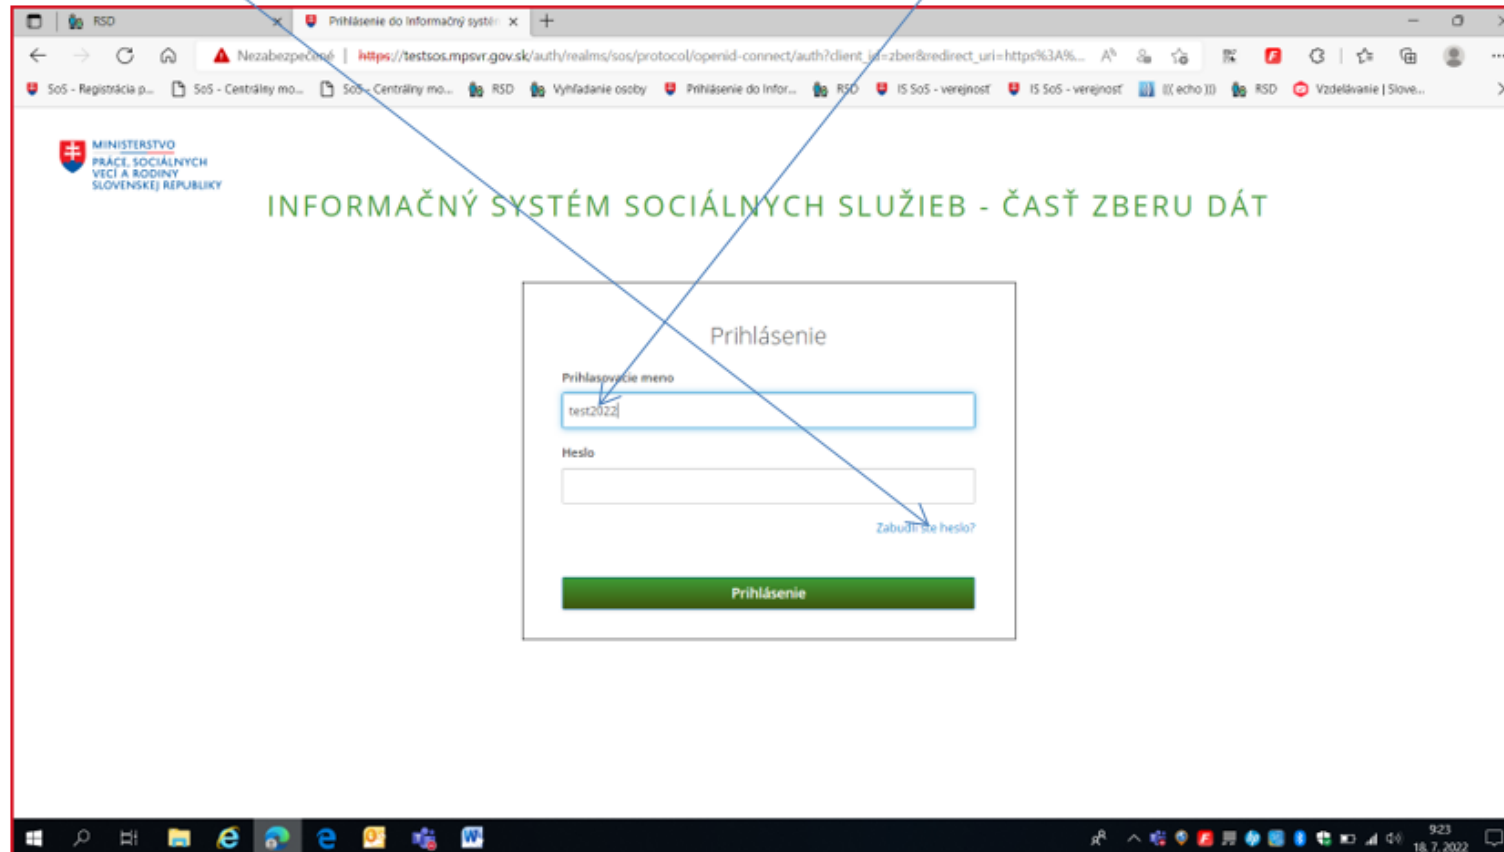 RSD
Prihlásenie do Informačný systém
Nezabezpečené | https://testsos.mpsvr.gov.sk/auth/realms/sos/protocol/openid-connect/auth?client_id=zber&redirect_uri=https%3A%...
SoS - Registrácia p... SoS - Centrálny mo... SoS - Centrálny mo... RSD Vyhľadanie osoby Prihlásenie do Infor... RSD IS SoS - verejnosť IS SoS - verejnosť ((( echo ))) RSD Vzdelávanie | Slove...
MINISTERSTVO
PRÁCE, SOCIÁLNYCH
VECÍ A RODINY
SLOVENSKEJ REPUBLIKY
INFORMAČNÝ SYSTÉM SOCIÁLNYCH SLUŽIEB - ČASŤ ZBERU DÁT
Prihlásenie
Prihlasovacie meno
test2022
Heslo
Zabudli ste heslo?
Prihlásenie
9:23
18. 7. 2022